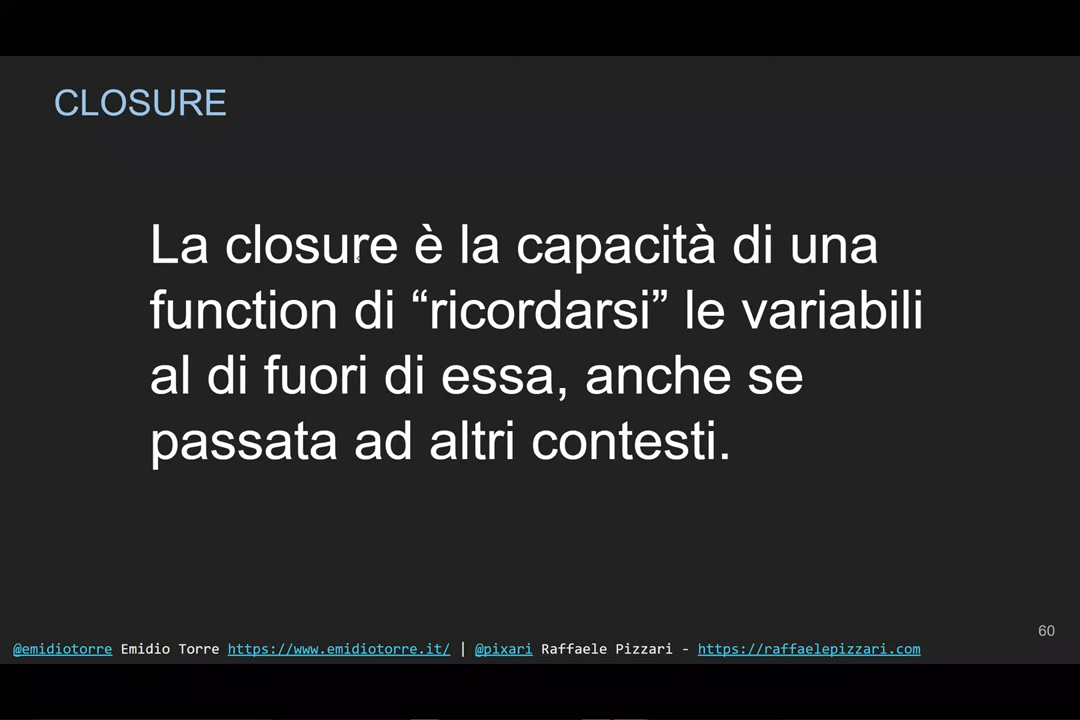 CLOSURE
La closure è la capacità di una
function di “ricordarsi” le variabili
al di fuori di essa, anche se
passata ad altri contesti.
60
@emidiotorre Emidio Torre https://www.emidiotorre.it/ | @pixari Raffaele Pizzari - https://raffaelepizzari.com